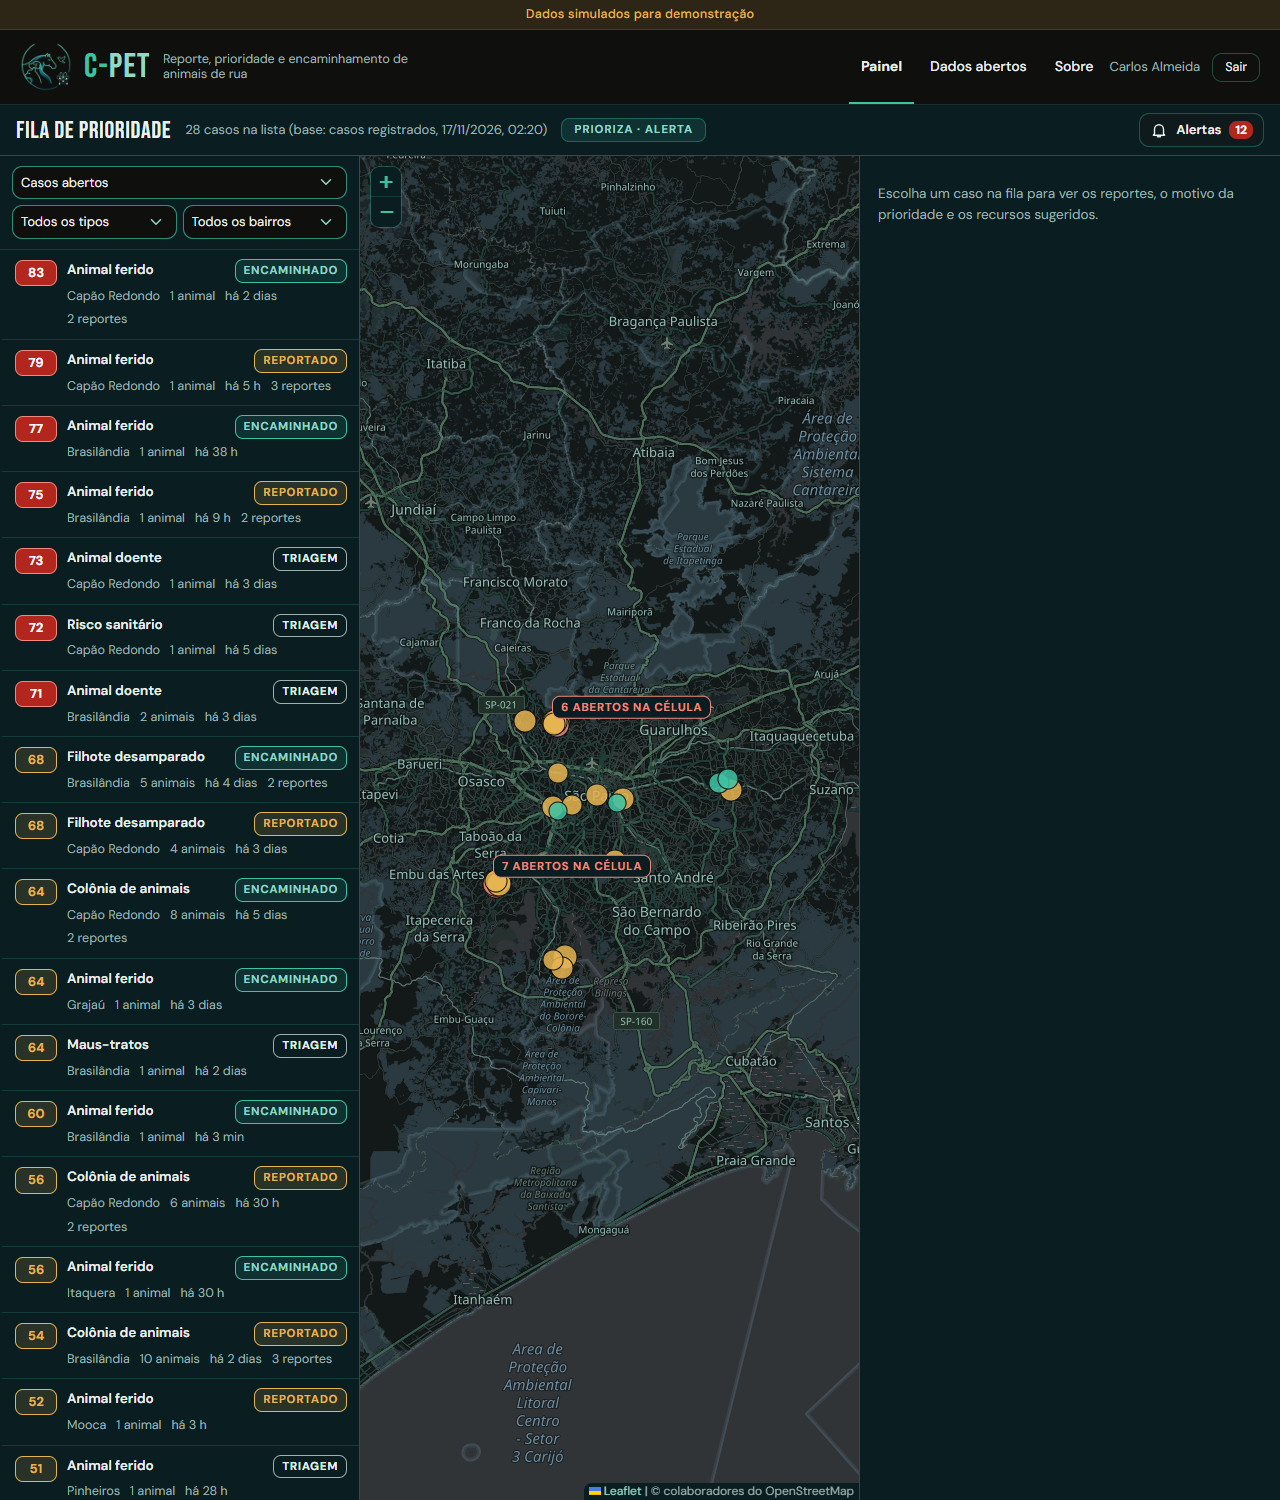 Dados simulados para demonstração
C-PET
Reporte, prioridade e encaminhamento de
animais de rua
Painel
Dados abertos
Sobre
Carlos Almeida
Sair
FILA DE PRIORIDADE
28 casos na lista (base: casos registrados, 17/11/2026, 02:20)
PRIORIZA · ALERTA
Alertas 12
Casos abertos
Todos os tipos
Todos os bairros
83 Animal ferido ENCAMINHADO
Capão Redondo 1 animal há 2 dias
2 reportes
79 Animal ferido REPORTADO
Capão Redondo 1 animal há 5 h 3 reportes
77 Animal ferido ENCAMINHADO
Brasilândia 1 animal há 38 h
75 Animal ferido REPORTADO
Brasilândia 1 animal há 9 h 2 reportes
73 Animal doente TRIAGEM
Capão Redondo 1 animal há 3 dias
72 Risco sanitário TRIAGEM
Capão Redondo 1 animal há 5 dias
71 Animal doente TRIAGEM
Brasilândia 2 animais há 3 dias
68 Filhote desamparado ENCAMINHADO
Brasilândia 5 animais há 4 dias 2 reportes
68 Filhote desamparado REPORTADO
Capão Redondo 4 animais há 3 dias
64 Colônia de animais ENCAMINHADO
Capão Redondo 8 animais há 5 dias
2 reportes
64 Animal ferido ENCAMINHADO
Grajaú 1 animal há 3 dias
64 Maus-tratos TRIAGEM
Brasilândia 1 animal há 2 dias
60 Animal ferido ENCAMINHADO
Brasilândia 1 animal há 3 min
56 Colônia de animais REPORTADO
Capão Redondo 6 animais há 30 h
2 reportes
56 Animal ferido ENCAMINHADO
Itaquera 1 animal há 30 h
54 Colônia de animais REPORTADO
Brasilândia 10 animais há 2 dias 3 reportes
52 Animal ferido REPORTADO
Mooca 1 animal há 3 h
51 Animal ferido TRIAGEM
Pinheiros 1 animal há 28 h
+
−
Pinhalzinho
Tuiuti
Extrema
Morungaba
Vargem
Joanó
Bragança Paulista
Itatiba
Piracaia
Área de
Proteção
Ambiental
Sistema
Cantareira
Jarinu
Atibaia
Bom Jesus
dos Perdões
Nazaré Paulista
Jundiaí
Campo Limpo
Paulista
Parque
Estadual
de Itapetinga
Francisco Morato
Mairiporã
Franco da Rocha
Cajamar
Caieiras
Parque
Estadual
da Cantareira
Arujá
Santana de
Parnaíba
SP-021
6 ABERTOS NA CÉLULA
Guarulhos
Itaquaquecetuba
Barueri
Osasco
Suzano
tapevi
Cotia
Taboão da
Serra
7 ABERTOS NA CÉLULA
Embu das Artes
Santo André
Itapecerica
da Serra
São Bernardo
do Campo
Ribeirão Pires
Rio Grande
da Serra
Área de
Proteção
Ambiental
do Bororé-
Colônia
Represa
Billings
Embu-Guaçu
SP-160
Lourenço
a Serra
Área de
Proteção
Ambiental
Capivari-
Monos
Cubatão
Santos
Praia Grande
Região
Metropolitana
da Baixada
Santista
Mongaguá
Itanhaém
Area de
Proteção
Ambiental
Litoral
Centro
- Setor
3 Carijó
Leaflet | © colaboradores do OpenStreetMap
Escolha um caso na fila para ver os reportes, o motivo da
prioridade e os recursos sugeridos.